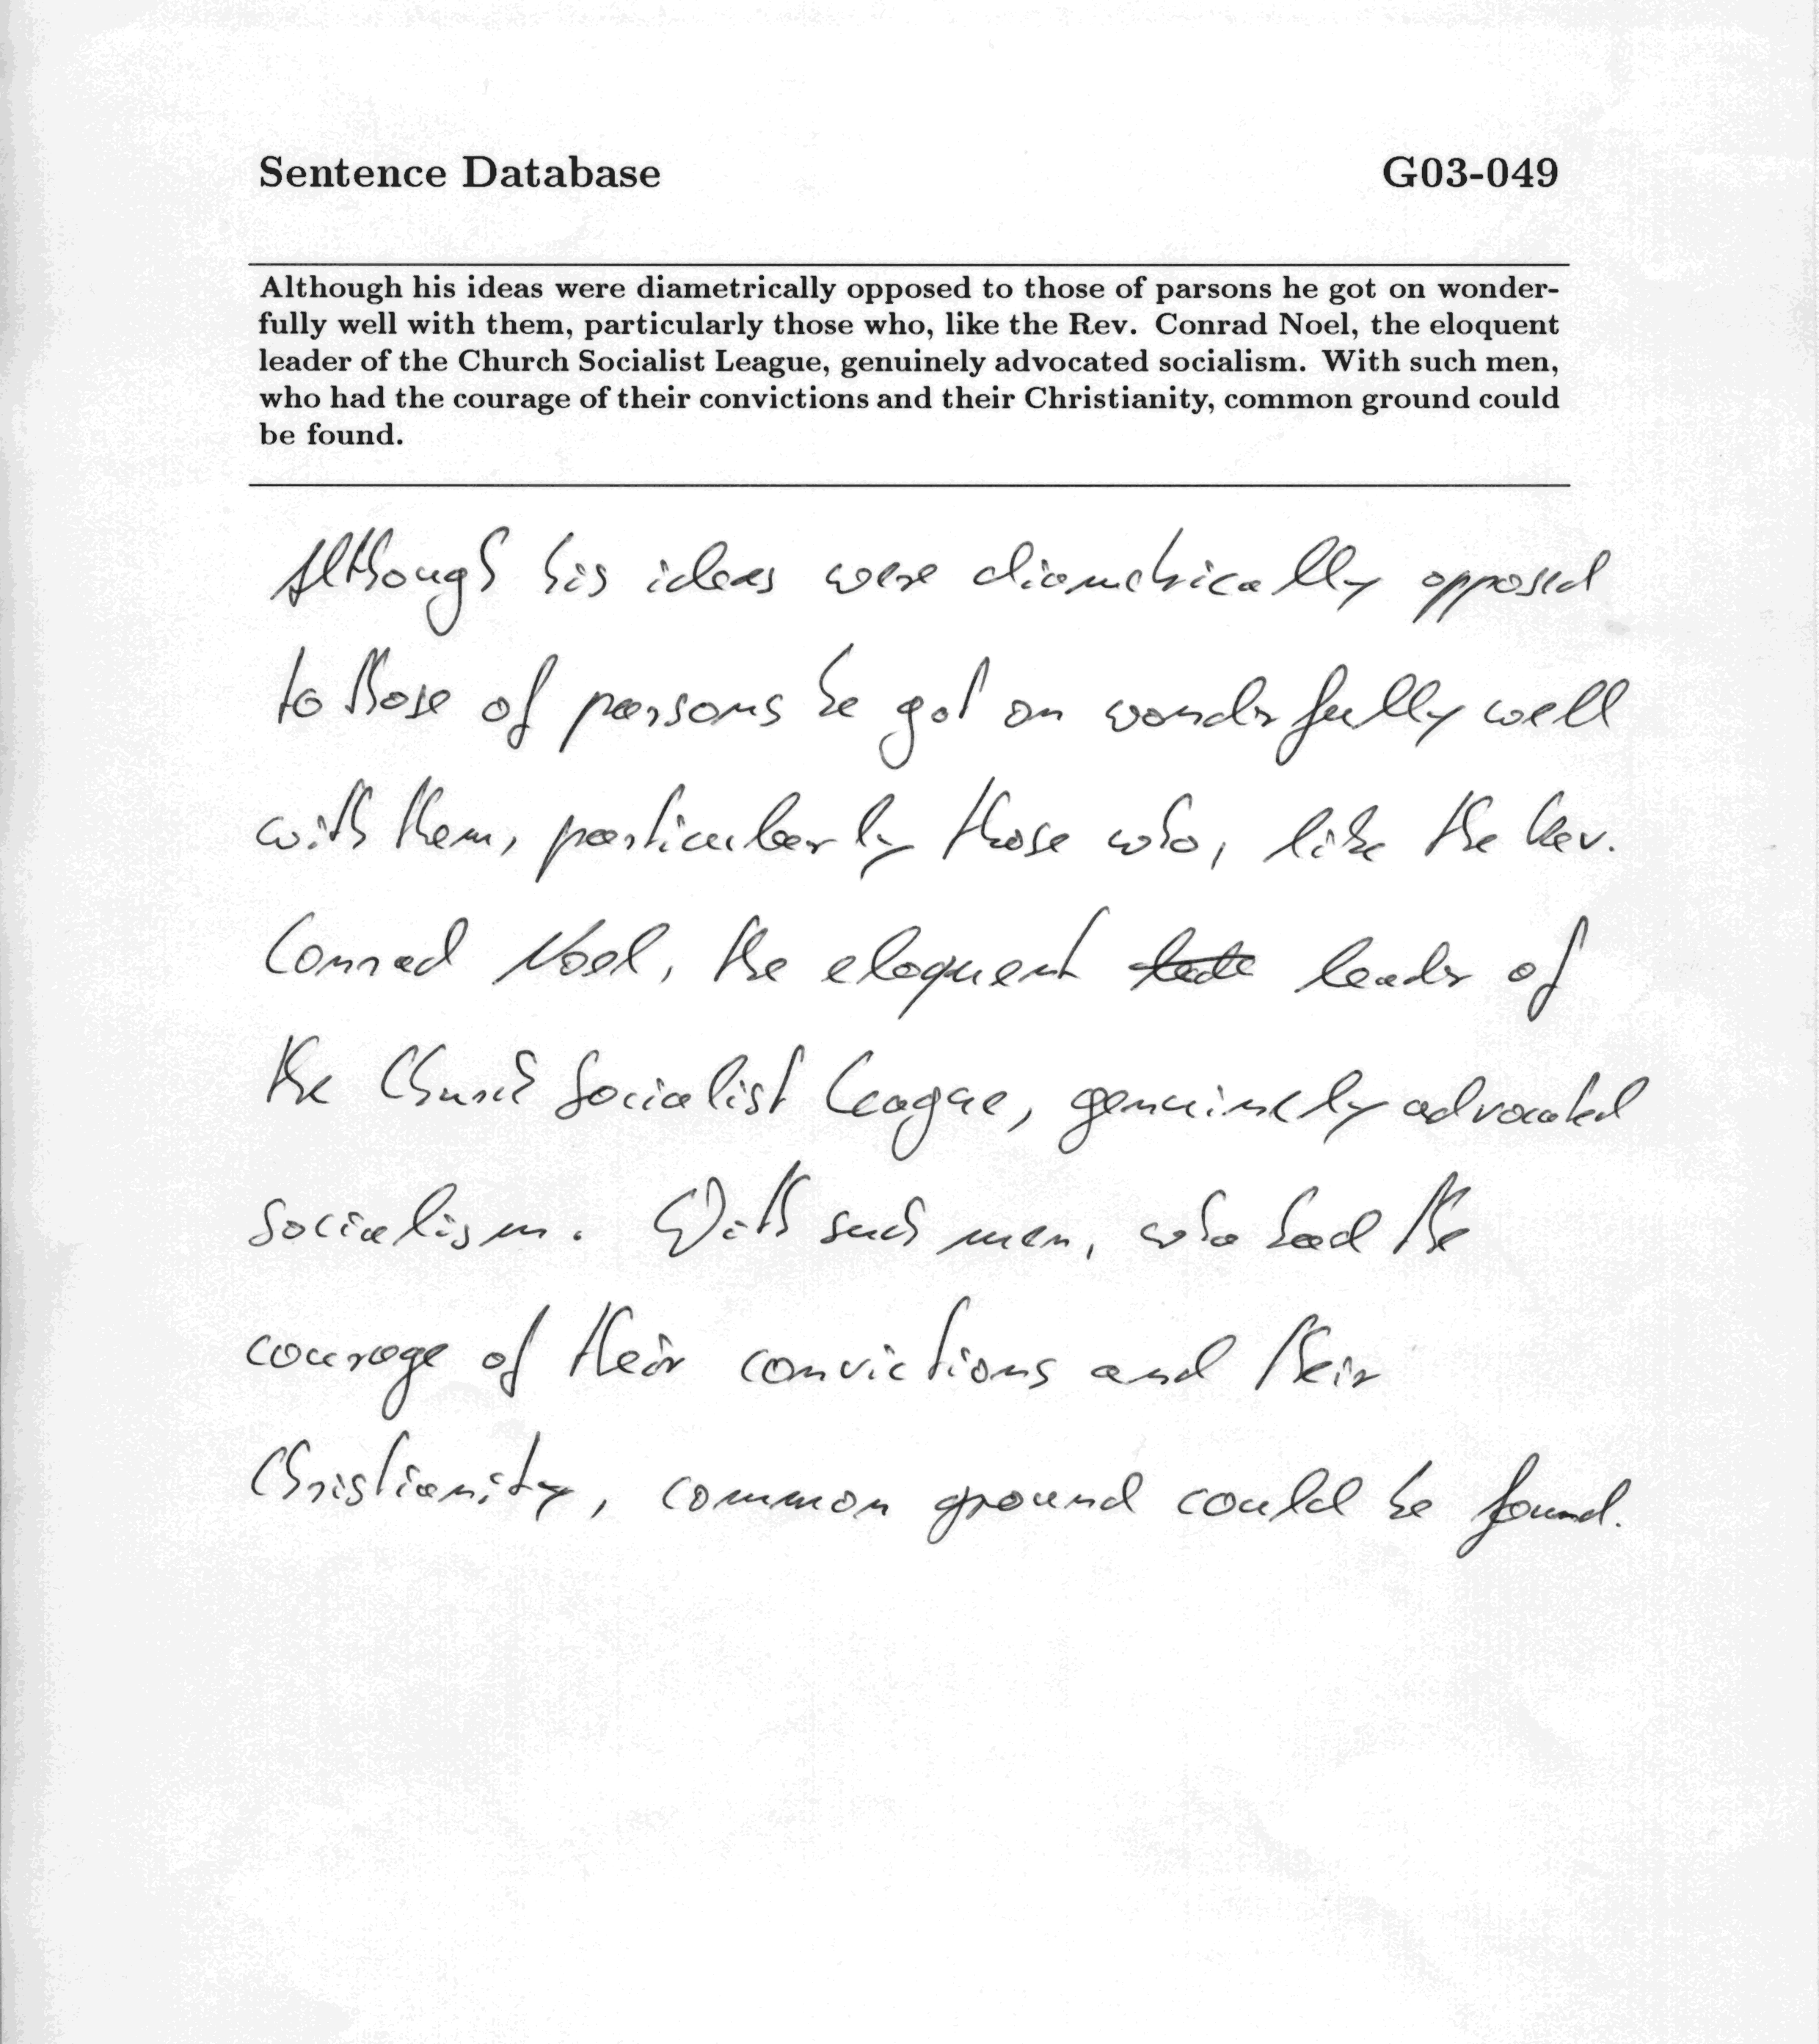 Sentence Database G03-049
Although his ideas were diametrically opposed to those of parsons he got on wonder-
fully well with them, particularly those who, like the Rev. Conrad Noel, the eloquent
leader of the Church Socialist League, genuinely advocated socialism. With such men,
who had the courage of their convictions and their Christianity, common ground could
be found.
Although his ideas were diametrically opposed
to those of parsons he got on wonderfully well
with them, particularly those who, like the Rev.
Conrad Noel, the eloquent leader of
the Church Socialist League, genuinely advocated
socialism. With such men, who had the
courage of their convictions and their
Christianity, common ground could be found.